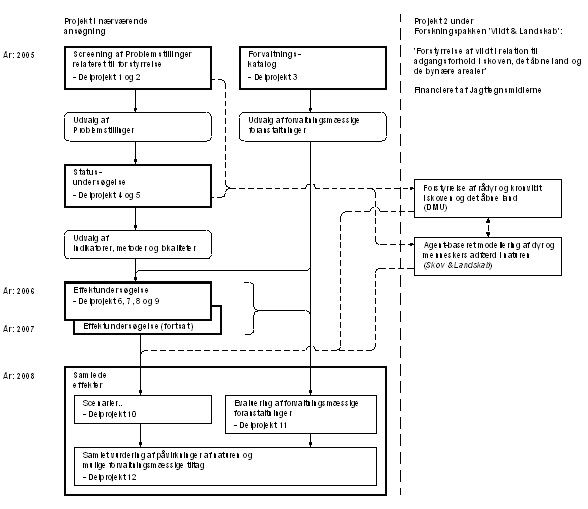 Projekt i nærværende
ansøgning
Projekt 2 under
Forskningspakken 'Vildt & Landskab':
År: 2005
Screening af Problemstillinger
relateret til forstyrrelse
- Delprojekt 1 og 2
Forvaltnings-
katalog
- Delprojekt 3
'Forstyrrelse af vildt i relation til
adgangsforhold i skoven, det åbne land og
de bynære arealer'
Finansieret af Jagttegnsmidlerne
Udvalg af
Problemstillinger
Udvalg af forvaltningsmæssige
foranstaltninger
Status-
undersøgelse
- Delprojekt 4 og 5
Forstyrrelse af rådyr og kronvildt
i skoven og det åbne land
(DMU)
Udvalg af
indikatorer, metoder og lokaliteter
Agent-baseret modellering af dyr og
menneskers adfærd i naturen
(Skov & Landskab)
År: 2006
Effektundersøgelse
- Delprojekt 6, 7, 8 og 9
År: 2007
Effektundersøgelse (fortsat)
År: 2008
Samlede
effekter
Scenarier..
- Delprojekt 10
Evaluering af forvaltningsmæssige
foranstaltninger
- Delprojekt 11
Samlet vurdering af påvirkninger af naturen og
mulige forvaltningsmæssige tiltag
- Delprojekt 12